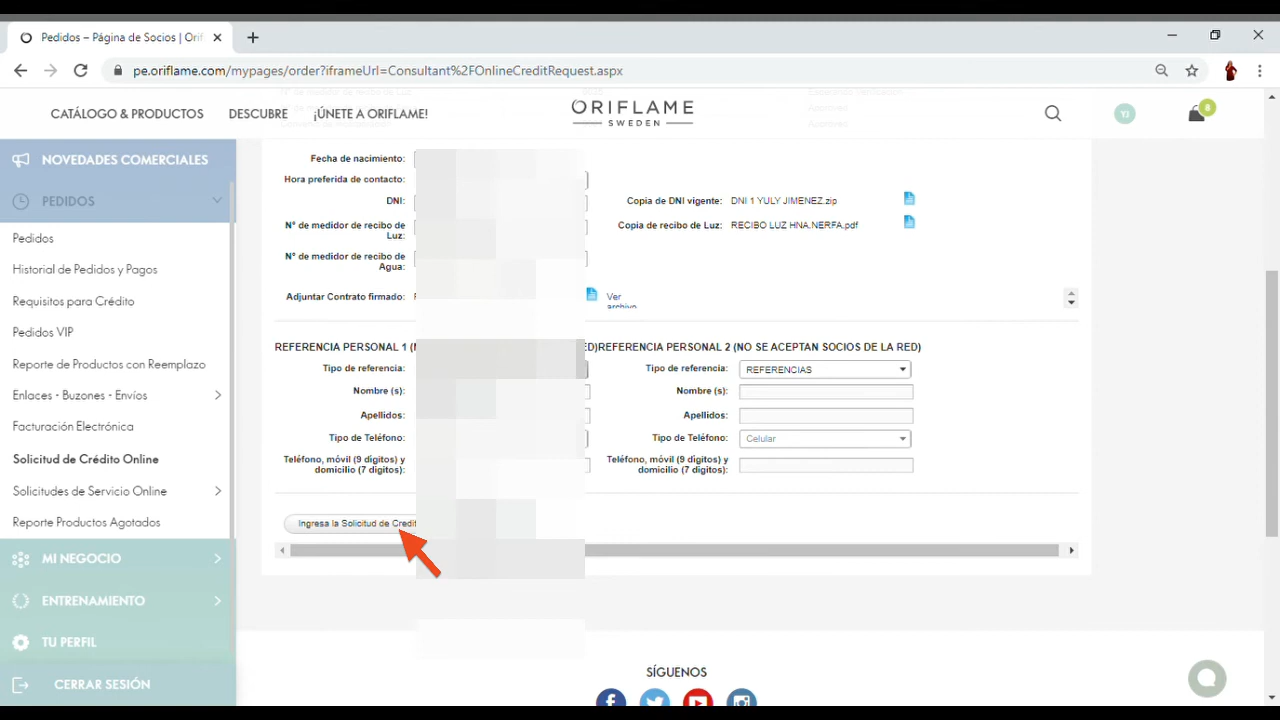 Pedidos – Página de Socios | Orif
pe.oriflame.com/mypages/order?iframeUrl=Consultant%2FOnlineCreditRequest.aspx
CATÁLOGO & PRODUCTOS
DESCUBRE
¡ÚNETE A ORIFLAME!
ORIFLAME
SWEDEN
YJ
8
NOVEDADES COMERCIALES
PEDIDOS
Pedidos
Historial de Pedidos y Pagos
Requisitos para Crédito
Pedidos VIP
Reporte de Productos con Reemplazo
Enlaces - Buzones - Envíos
Facturación Electrónica
Solicitud de Crédito Online
Solicitudes de Servicio Online
Reporte Productos Agotados
MI NEGOCIO
ENTRENAMIENTO
TU PERFIL
CERRAR SESIÓN
Fecha de nacimiento:
Hora preferida de contacto:
DNI:
Copia de DNI vigente: DNI 1 YULY JIMENEZ.zip
Nº de medidor de recibo de
Luz:
Copia de recibo de Luz: RECIBO LUZ HNA.NERFA.pdf
Nº de medidor de recibo de
Agua:
Adjuntar Contrato firmado:
Ver
archivo
REFERENCIA PERSONAL 1
ED)REFERENCIA PERSONAL 2 (NO SE ACEPTAN SOCIOS DE LA RED)
Tipo de referencia:
Tipo de referencia: REFERENCIAS
Nombre (s):
Nombre (s):
Apellidos:
Apellidos:
Tipo de Teléfono:
Tipo de Teléfono: Celular
Teléfono, móvil (9 dígitos) y
domicilio (7 dígitos):
Teléfono, móvil (9 dígitos) y
domicilio (7 dígitos):
Ingresa la Solicitud de Credit
SÍGUENOS